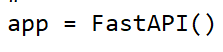 app = FastAPI()